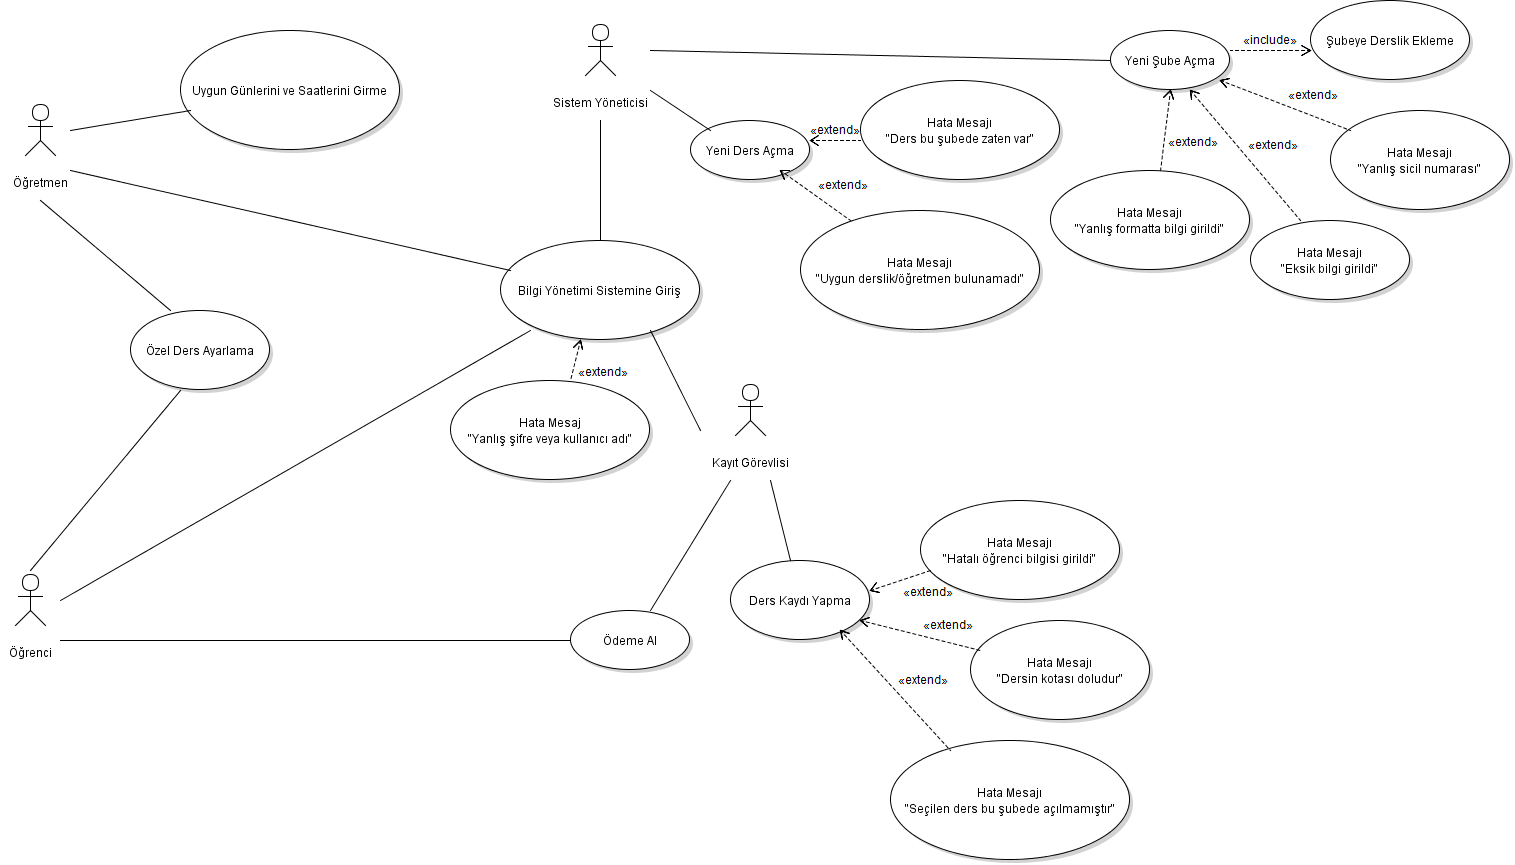 Sistem Yöneticisi
Yeni Şube Açma
«include»
Şubeye Derslik Ekleme
Uygun Günlerini ve Saatlerini Girme
«extend»
Hata Mesajı
"Yanlış sicil numarası"
Öğretmen
Yeni Ders Açma
«extend»
Hata Mesajı
"Ders bu şubede zaten var"
«extend»
Hata Mesajı
"Uygun derslik/öğretmen bulunamadı"
«extend»
Hata Mesajı
"Yanlış formatta bilgi girildi"
«extend»
Hata Mesajı
"Eksik bilgi girildi"
Bilgi Yönetimi Sistemine Giriş
Özel Ders Ayarlama
«extend»
Hata Mesaj
"Yanlış şifre veya kullanıcı adı"
Kayıt Görevlisi
Öğrenci
Ödeme Al
Ders Kaydı Yapma
«extend»
Hata Mesajı
"Hatalı öğrenci bilgisi girildi"
«extend»
Hata Mesajı
"Dersin kotası doludur"
«extend»
Hata Mesajı
"Seçilen ders bu şubede açılmamıştır"